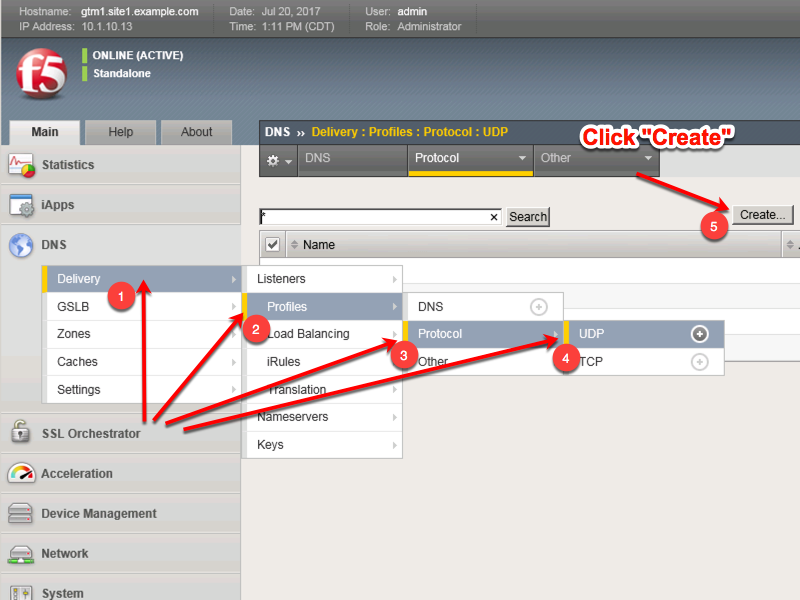 Hostname: gtm1.site1.example.com Date: Jul 20, 2017 User: admin
IP Address: 10.1.10.13 Time: 1:11 PM (CDT) Role: Administrator
f5
ONLINE (ACTIVE)
Standalone
Main Help About
DNS ›› Delivery : Profiles : Protocol : UDP
Click "Create"
DNS Protocol Other
Statistics
iApps
DNS
* × Search
Create...
5
Name
Delivery
1
GSLB
Zones
Caches
Settings
Listeners
Profiles
2
Load Balancing
iRules
Translation
Nameservers
Keys
DNS
Protocol
3
Other
UDP
4
TCP
SSL Orchestrator
Acceleration
Device Management
Network
System